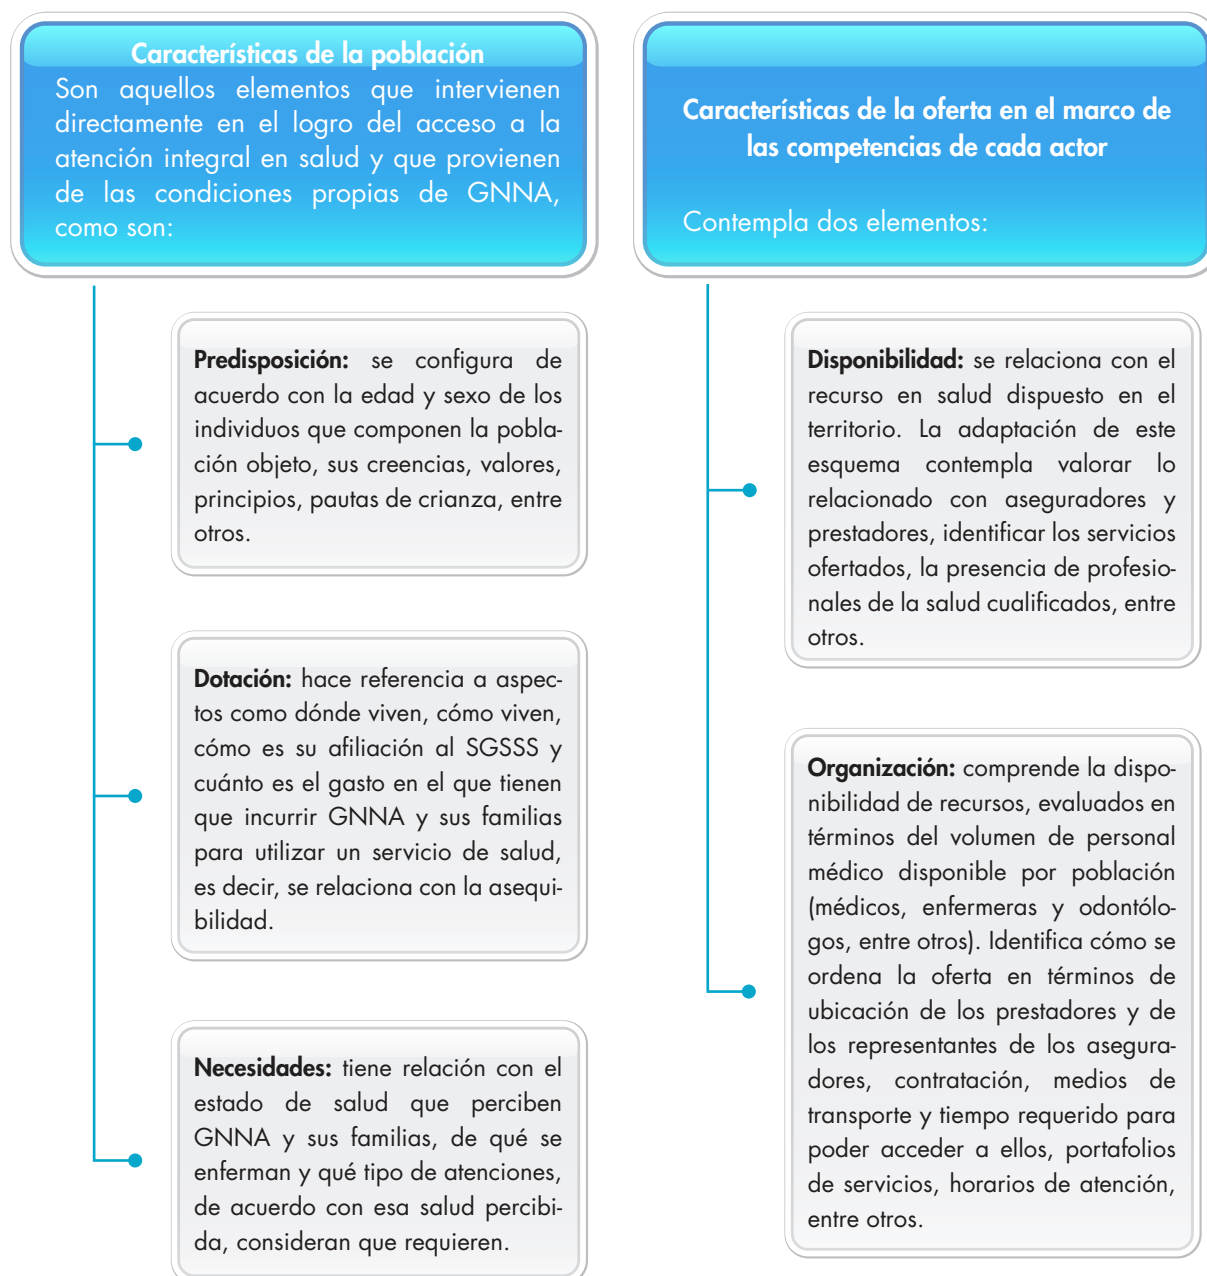 Características de la población
Son aquellos elementos que intervienen
directamente en el logro del acceso a la
atención integral en salud y que provienen
de las condiciones propias de GNNA,
como son:
Predisposición: se configura de
acuerdo con la edad y sexo de los
individuos que componen la pobla-
ción objeto, sus creencias, valores,
principios, pautas de crianza, entre
otros.
Dotación: hace referencia a aspec-
tos como dónde viven, cómo viven,
cómo es su afiliación al SGSSS y
cuánto es el gasto en el que tienen
que incurrir GNNA y sus familias
para utilizar un servicio de salud,
es decir, se relaciona con la asequi-
bilidad.
Necesidades: tiene relación con el
estado de salud que perciben
GNNA y sus familias, de qué se
enferman y qué tipo de atenciones,
de acuerdo con esa salud percibi-
da, consideran que requieren.
Características de la oferta en el marco de
las competencias de cada actor
Contempla dos elementos:
Disponibilidad: se relaciona con el
recurso en salud dispuesto en el
territorio. La adaptación de este
esquema contempla valorar lo
relacionado con aseguradores y
prestadores, identificar los servicios
ofertados, la presencia de profesio-
nales de la salud cualificados, entre
otros.
Organización: comprende la dispo-
nibilidad de recursos, evaluados en
términos del volumen de personal
médico disponible por población
(médicos, enfermeras y odontólo-
gos, entre otros). Identifica cómo se
ordena la oferta en términos de
ubicación de los prestadores y de
los representantes de los asegura-
dores, contratación, medios de
transporte y tiempo requerido para
poder acceder a ellos, portafolios
de servicios, horarios de atención,
entre otros.